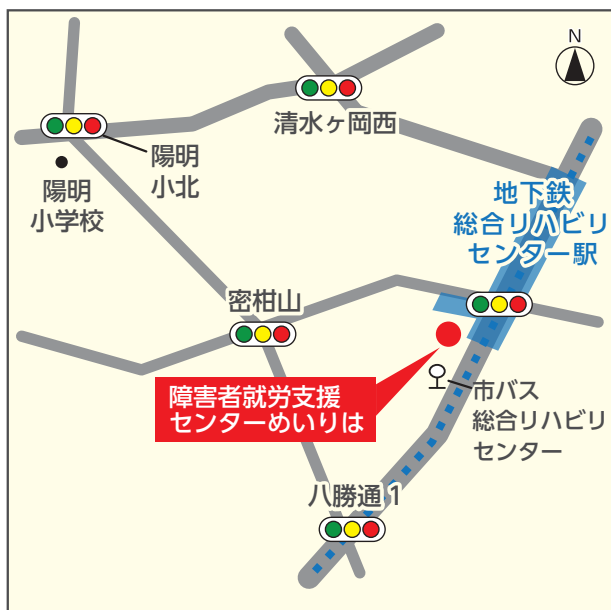 N
清水ヶ岡西
陽明
小北
陽明
小学校
地下鉄
総合リハビリ
センター駅
密柑山
障害者就労支援
センターめいりは
市バス
総合リハビリ
センター
八勝通1